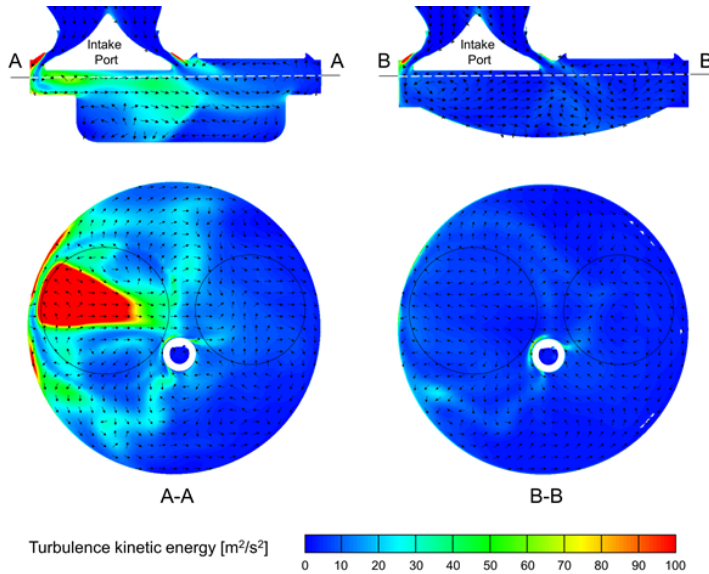 Intake
Port
A
A
Intake
Port
B
B
A-A
B-B
Turbulence kinetic energy [m²/s²]
0 10 20 30 40 50 60 70 80 90 100